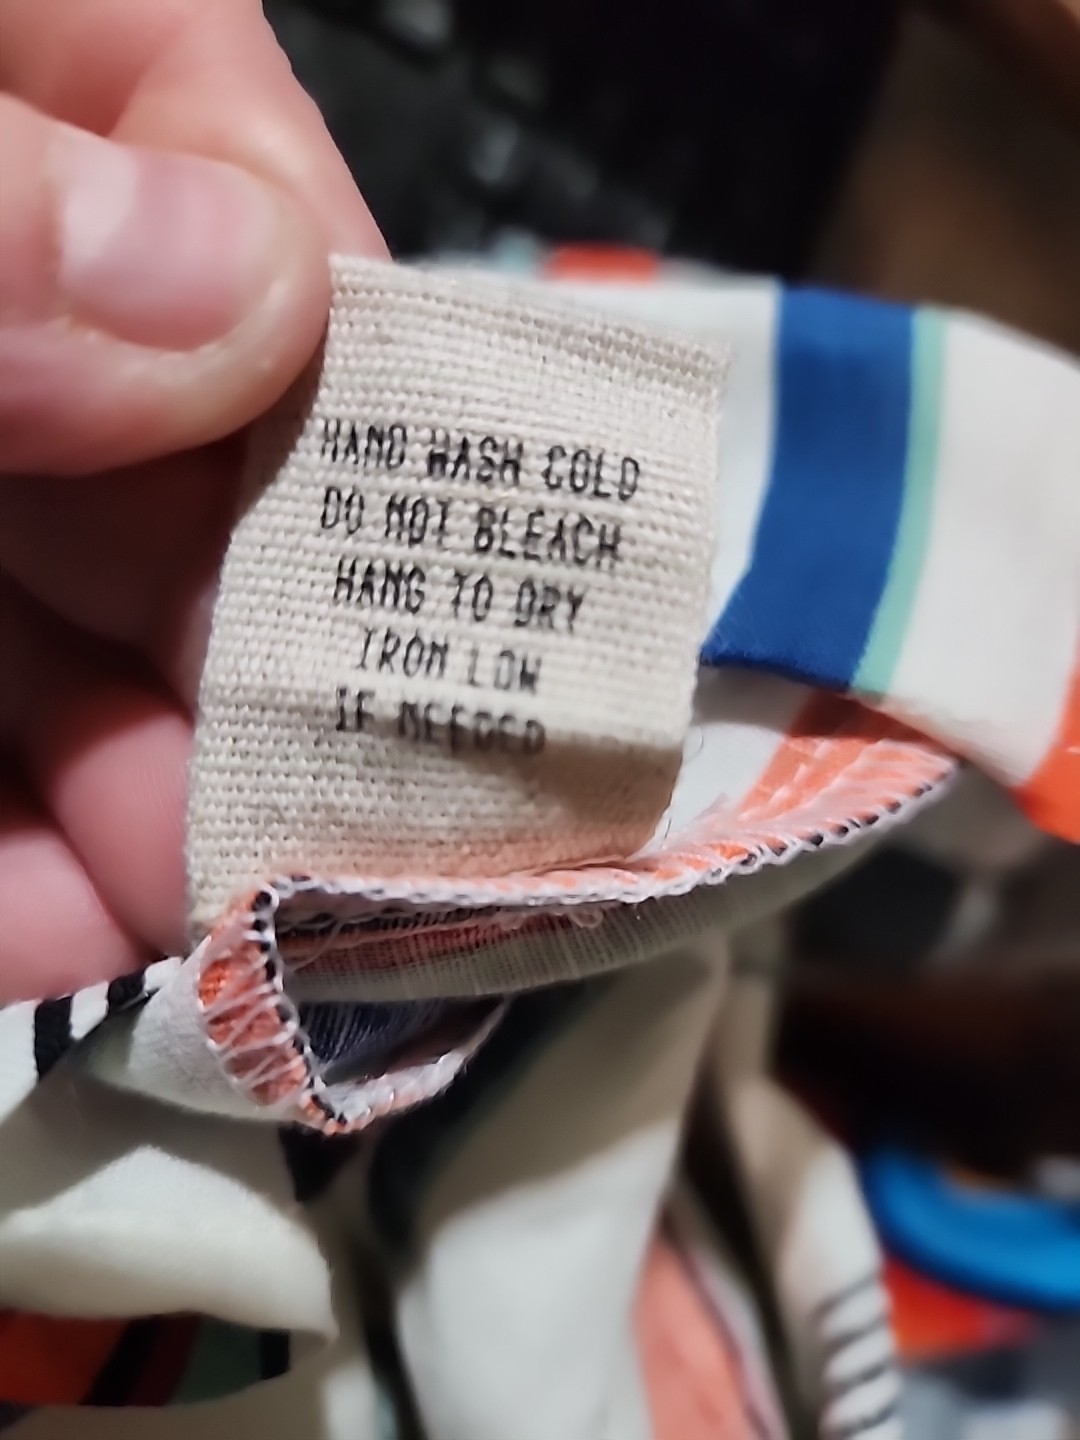 HAND WASH COLD
DO NOT BLEACH
HANG TO DRY
IRON LOW
IF NEEDED